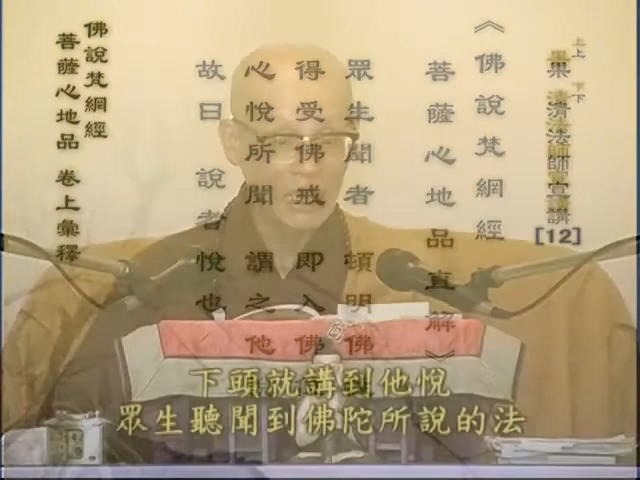 果清法師宣講
[12]
《佛說梵網經
菩薩心地品直解》
眾生聞者 頓明佛
得受佛戒 即入佛
心悅所聞 謂之他
故曰 說者悅也
佛說梵網經
菩薩心地品 卷上彙釋
下頭就講到他悅
眾生聽聞到佛陀所說的法